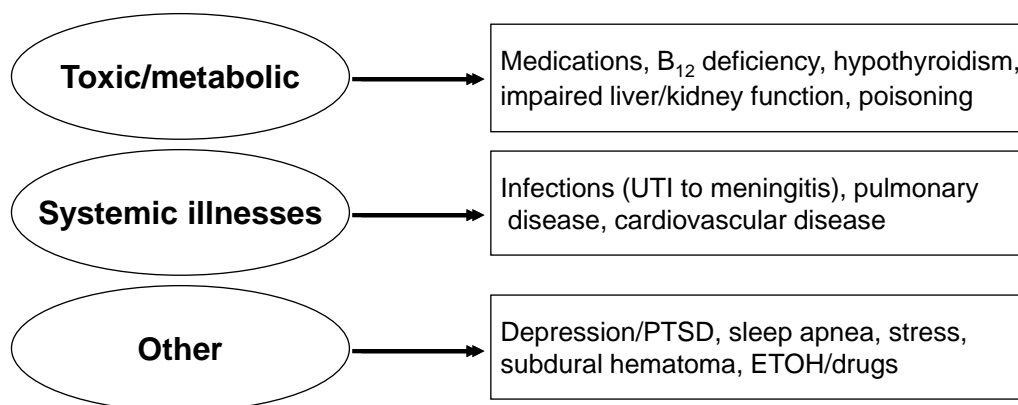 Toxic/metabolic
Medications, B₁₂ deficiency, hypothyroidism,
impaired liver/kidney function, poisoning
Systemic illnesses
Infections (UTI to meningitis), pulmonary
disease, cardiovascular disease
Other
Depression/PTSD, sleep apnea, stress,
subdural hematoma, ETOH/drugs